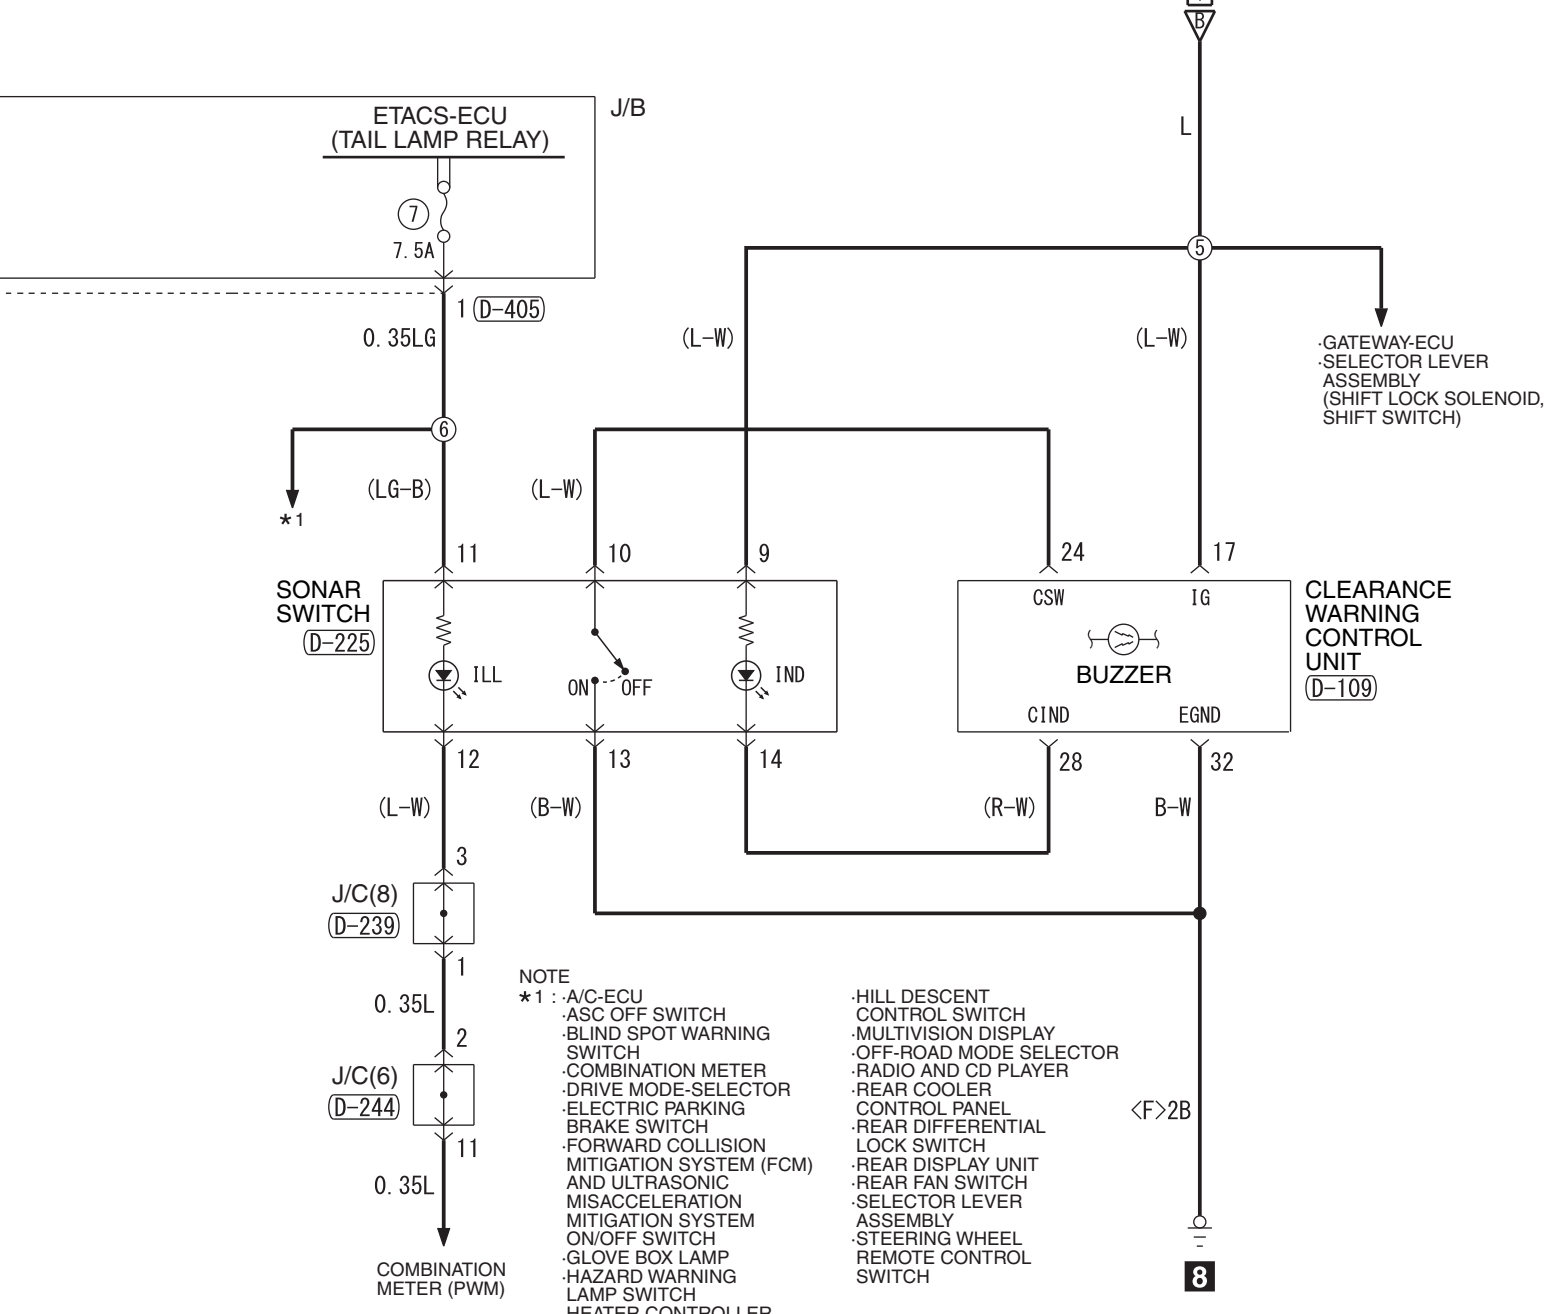 B
ETACS-ECU
(TAIL LAMP RELAY)
J/B
7
7.5A
1 (D-405)
0.35LG
L
5
(L-W)
(L-W)
·GATEWAY-ECU
·SELECTOR LEVER
ASSEMBLY
(SHIFT LOCK SOLENOID,
SHIFT SWITCH)
6
*1
(LG-B)
(L-W)
11
10
9
24
17
SONAR
SWITCH
D-225
ILL
ON
OFF
IND
CSW
IG
BUZZER
CIND
EGND
CLEARANCE
WARNING
CONTROL
UNIT
D-109
12
13
14
28
32
(L-W)
(B-W)
(R-W)
B-W
3
J/C(8)
D-239
1
0.35L
2
J/C(6)
D-244
11
0.35L
COMBINATION
METER (PWM)
NOTE
*1 : ·A/C-ECU
·ASC OFF SWITCH
·BLIND SPOT WARNING
SWITCH
·COMBINATION METER
·DRIVE MODE-SELECTOR
·ELECTRIC PARKING
BRAKE SWITCH
·FORWARD COLLISION
MITIGATION SYSTEM (FCM)
AND ULTRASONIC
MISACCELERATION
MITIGATION SYSTEM
ON/OFF SWITCH
·GLOVE BOX LAMP
·HAZARD WARNING
LAMP SWITCH
HEATER CONTROLLER
·HILL DESCENT
CONTROL SWITCH
·MULTIVISION DISPLAY
·OFF-ROAD MODE SELECTOR
·RADIO AND CD PLAYER
·REAR COOLER
CONTROL PANEL
·REAR DIFFERENTIAL
LOCK SWITCH
·REAR DISPLAY UNIT
·REAR FAN SWITCH
·SELECTOR LEVER
ASSEMBLY
·STEERING WHEEL
REMOTE CONTROL
SWITCH
<F>2B
8